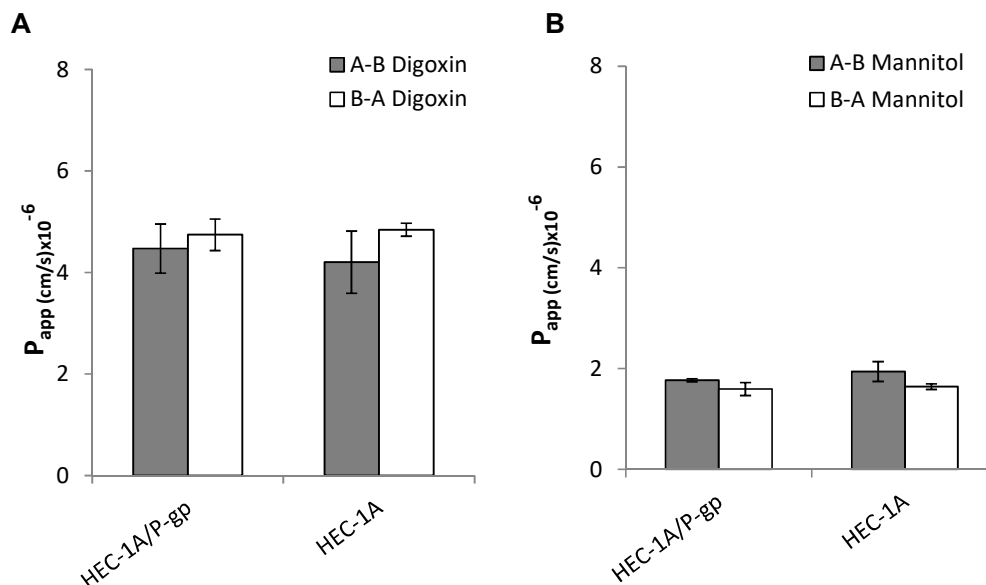 A
A-B Digoxin
B-A Digoxin
8
6
4
2
0
Papp (cm/s)x10-6
HEC-1A/P-gp
HEC-1A
B
A-B Mannitol
B-A Mannitol
8
6
4
2
0
Papp (cm/s)x10-6
HEC-1A/P-gp
HEC-1A